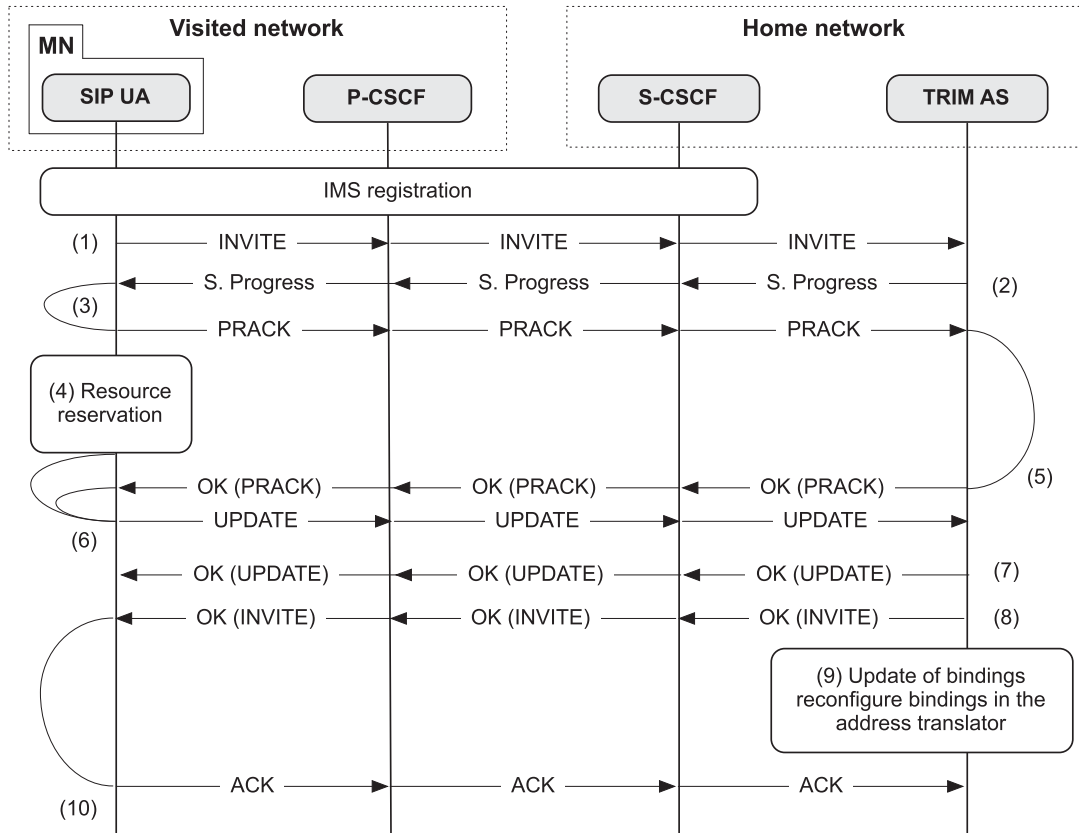 Visited network
Home network
MN
SIP UA
P-CSCF
S-CSCF
TRIM AS
IMS registration
(1)
INVITE
INVITE
INVITE
S. Progress
S. Progress
S. Progress
(2)
(3)
PRACK
PRACK
PRACK
(4) Resource
reservation
(5)
OK (PRACK)
OK (PRACK)
OK (PRACK)
UPDATE
UPDATE
UPDATE
(6)
OK (UPDATE)
OK (UPDATE)
OK (UPDATE)
(7)
OK (INVITE)
OK (INVITE)
OK (INVITE)
(8)
(9) Update of bindings
reconfigure bindings in the
address translator
ACK
ACK
ACK
(10)